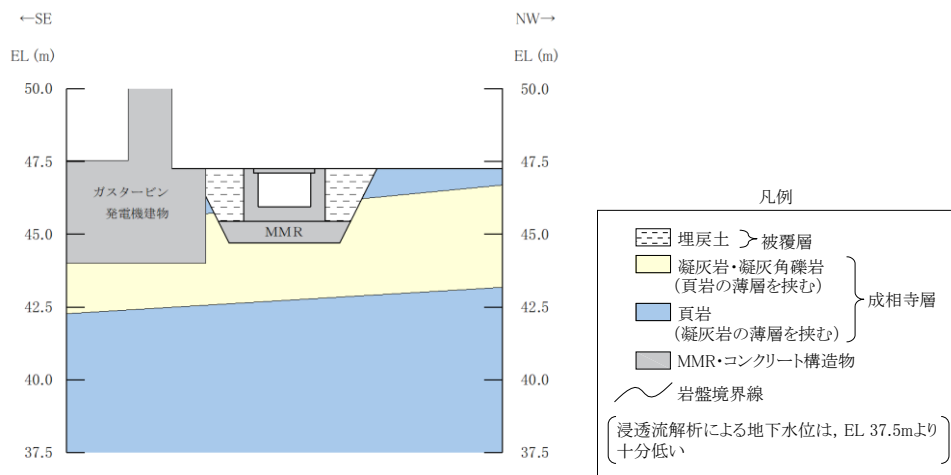 ←SE
NW→
EL (m)
EL (m)
50.0
50.0
47.5
47.5
ガスタービン
発電機建物
45.0
45.0
MMR
42.5
42.5
40.0
40.0
37.5
37.5
凡例
埋戻土
被覆層
凝灰岩・凝灰角礫岩
(頁岩の薄層を挟む)
成相寺層
頁岩
(凝灰岩の薄層を挟む)
MMR・コンクリート構造物
岩盤境界線
浸透流解析による地下水位は, EL 37.5mより
十分低い